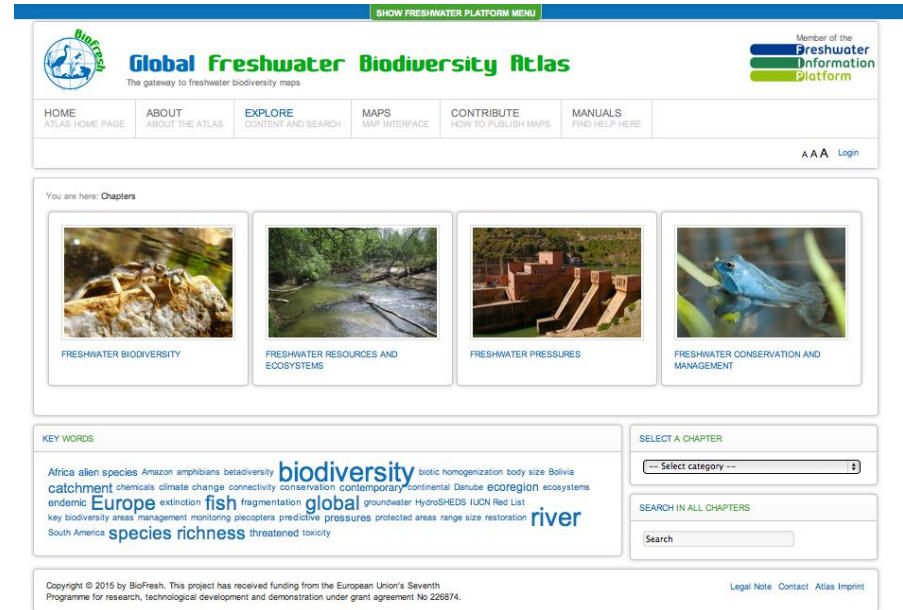 SHOW FRESHWATER PLATFORM MENU
BioFresh
Global Freshwater Biodiversity Atlas
The gateway to freshwater biodiversity maps
Member of the
Freshwater
Information
Platform
HOME
ATLAS HOME PAGE
ABOUT
ABOUT THE ATLAS
EXPLORE
CONTENT AND SEARCH
MAPS
MAP INTERFACE
CONTRIBUTE
HOW TO PUBLISH MAPS
MANUALS
FIND HELP HERE
A A A Login
You are here: Chapters
FRESHWATER BIODIVERSITY
FRESHWATER RESOURCES AND
ECOSYSTEMS
FRESHWATER PRESSURES
FRESHWATER CONSERVATION AND
MANAGEMENT
KEY WORDS
Africa alien species Amazon amphibians betadiversity biodiversity biotic homogenization body size Bolivia
catchment chemicals climate change connectivity conservation contemporary continental Danube ecoregion ecosystems
endemic Europe extinction fish fragmentation global groundwater HydroSHEDS IUCN Red List
key biodiversity areas management monitoring plecoptera predictive pressures protected areas range size restoration river
South America species richness threatened toxicity
SELECT A CHAPTER
-- Select category --
SEARCH IN ALL CHAPTERS
Search
Copyright © 2015 by BioFresh. This project has received funding from the European Union's Seventh
Programme for research, technological development and demonstration under grant agreement No 226874.
Legal Note Contact Atlas Imprint